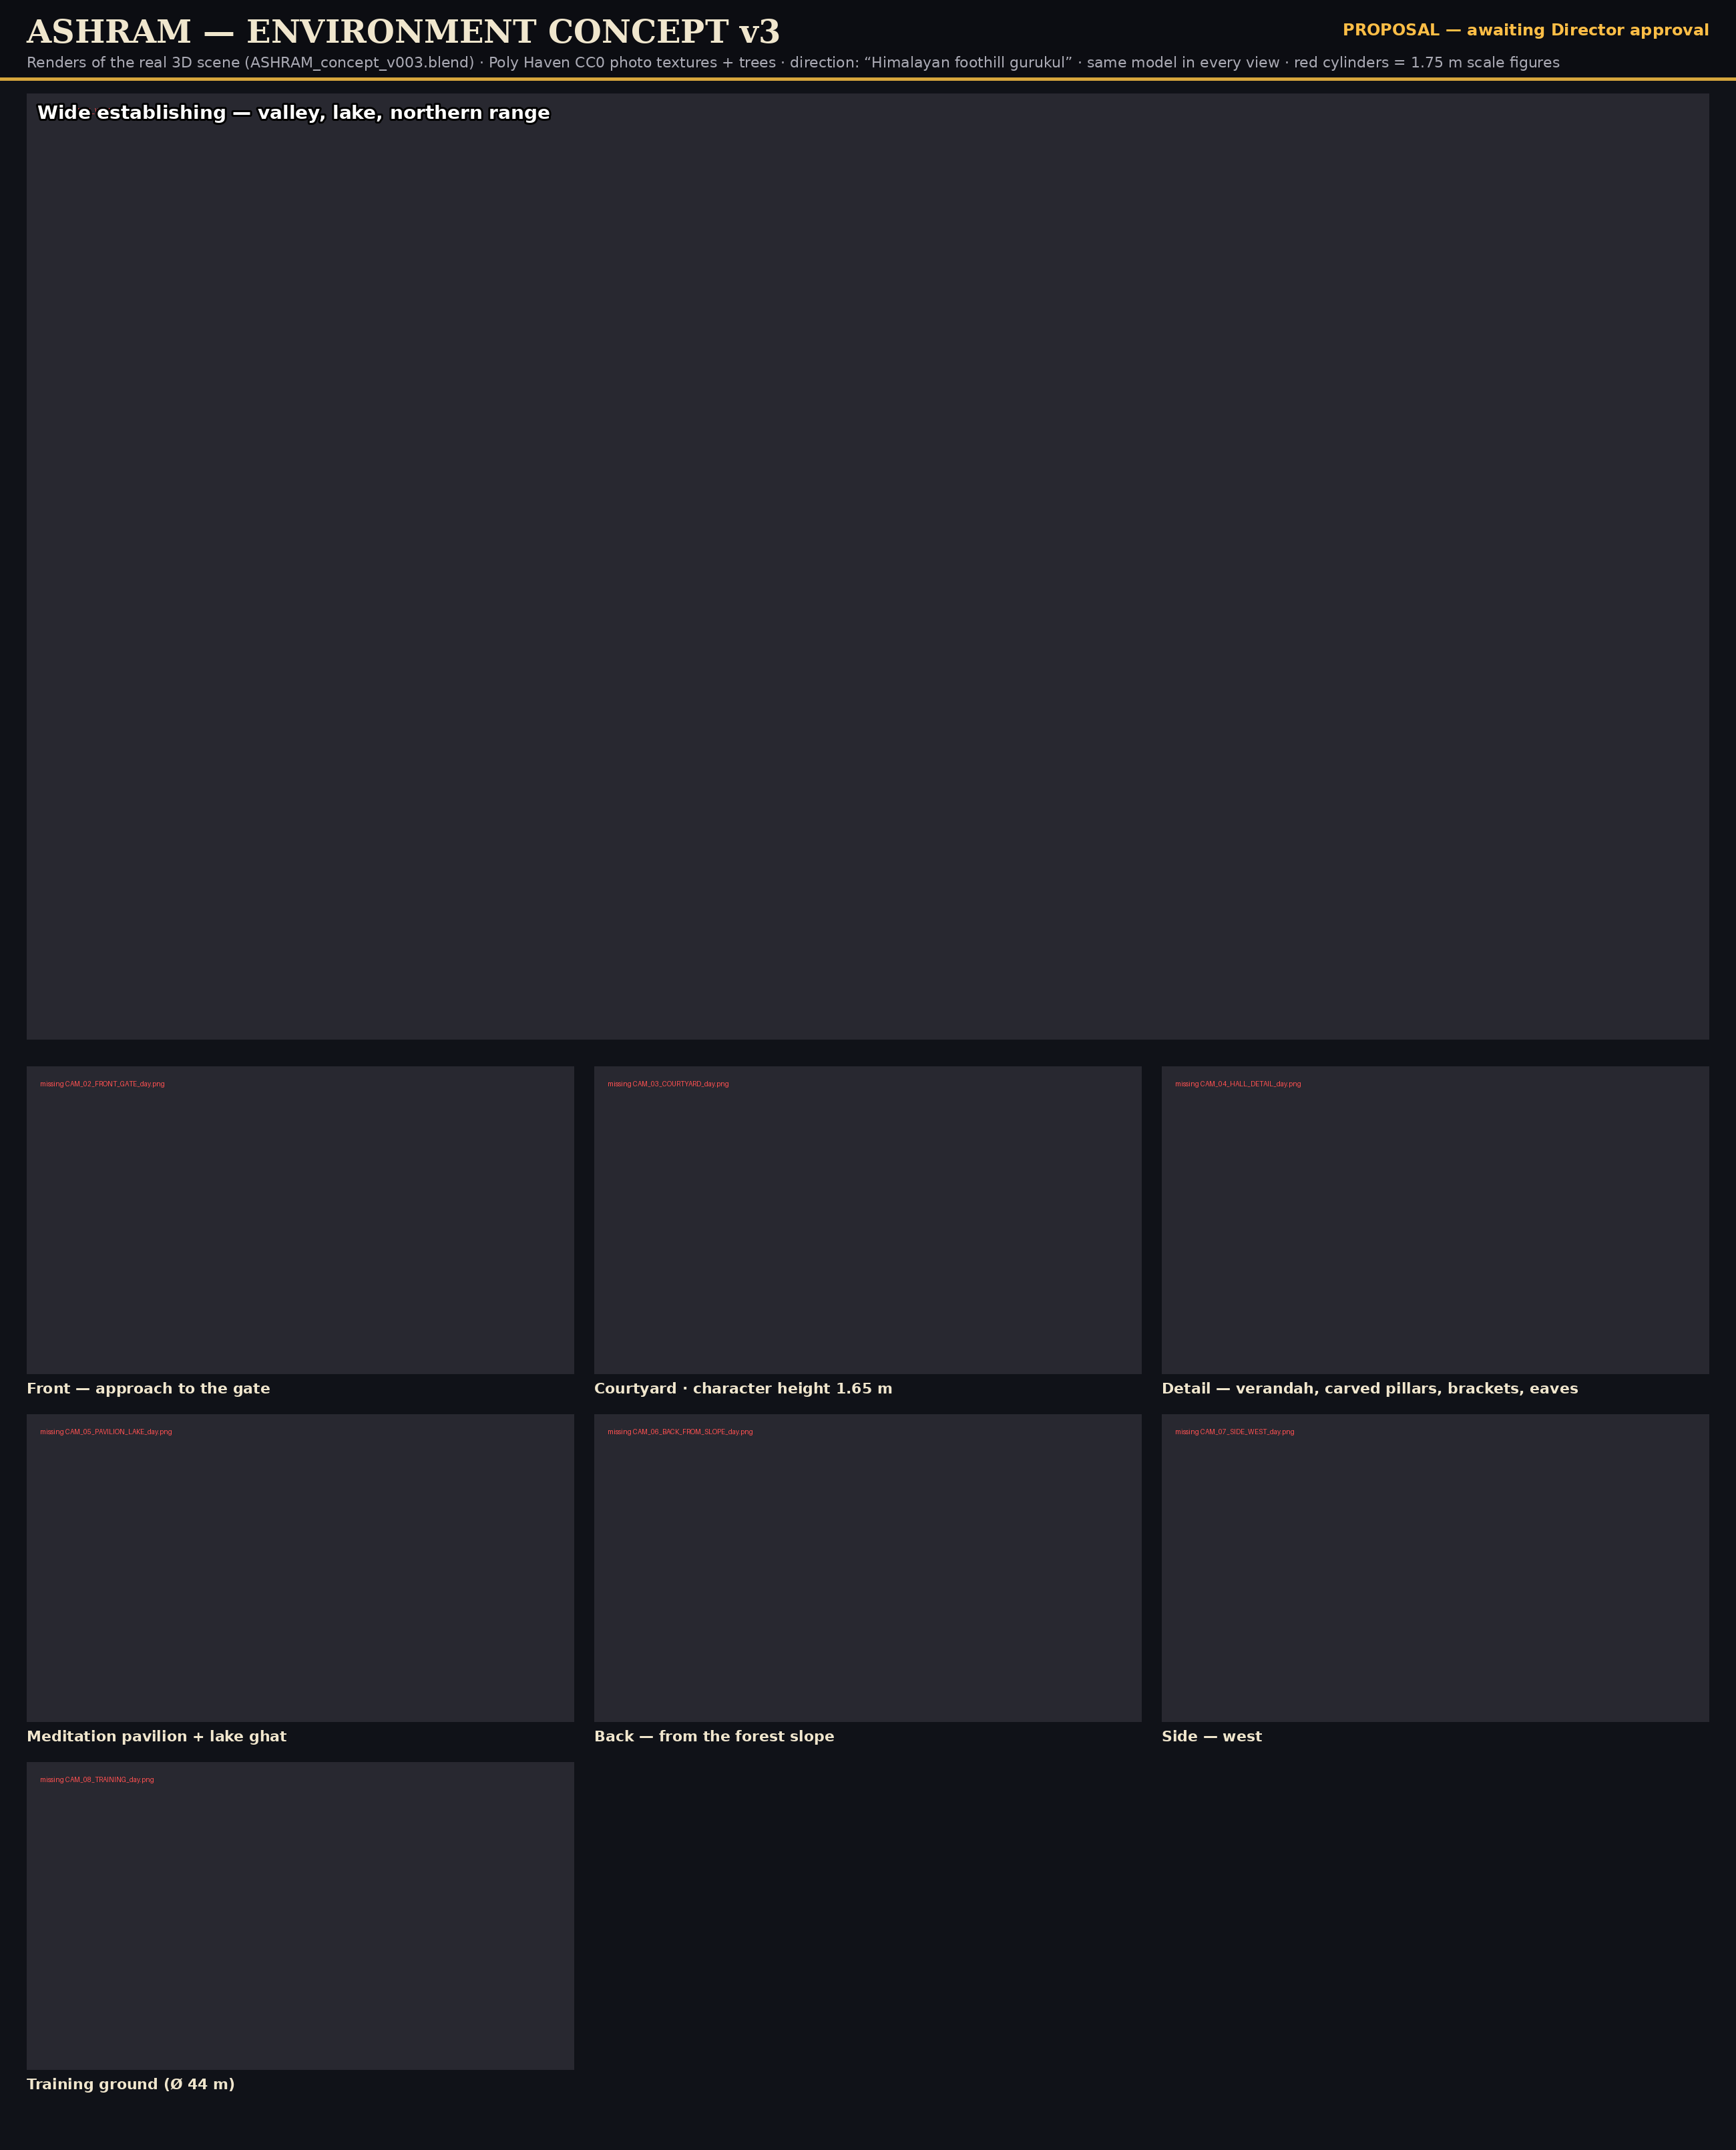 ASHRAM — ENVIRONMENT CONCEPT v3
PROPOSAL — awaiting Director approval
Renders of the real 3D scene (ASHRAM_concept_v003.blend) · Poly Haven CC0 photo textures + trees · direction: “Himalayan foothill gurukul” · same model in every view · red cylinders = 1.75 m scale figures
Wide establishing — valley, lake, northern range
missing CAM_02_FRONT_GATE_day.png
missing CAM_03_COURTYARD_day.png
missing CAM_04_HALL_DETAIL_day.png
Front — approach to the gate
Courtyard · character height 1.65 m
Detail — verandah, carved pillars, brackets, eaves
missing CAM_05_PAVILION_LAKE_day.png
missing CAM_06_BACK_FROM_SLOPE_day.png
missing CAM_07_SIDE_WEST_day.png
Meditation pavilion + lake ghat
Back — from the forest slope
Side — west
missing CAM_08_TRAINING_day.png
Training ground (Ø 44 m)